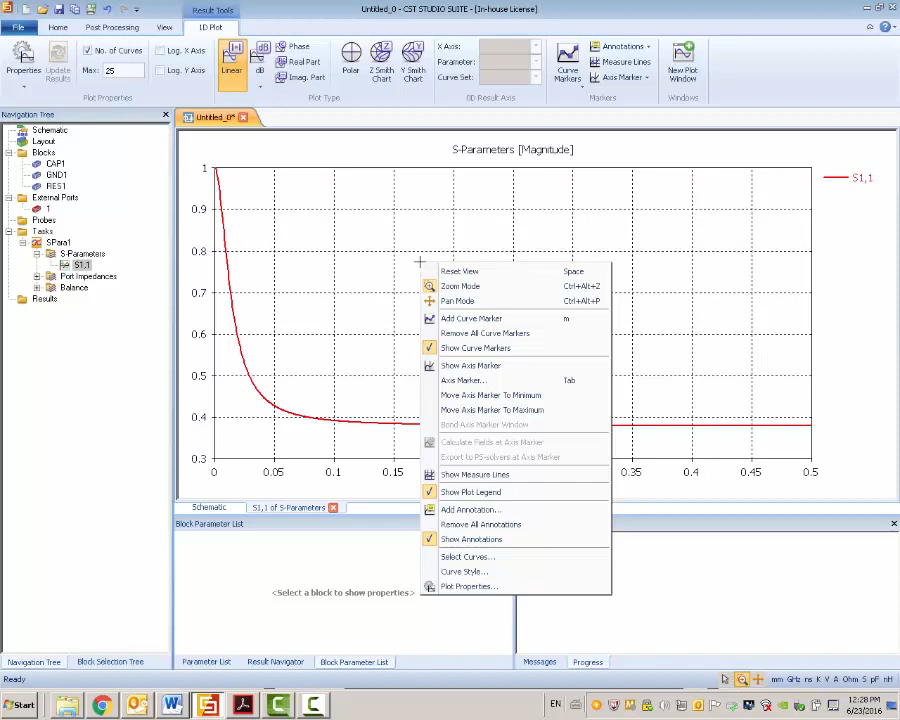 Result Tools
Untitled_0 - CST STUDIO SUITE - [In-house License]
File Home Post Processing View 1D Plot
Properties
Update Results
No. of Curves
Max: 25
Log. X Axis
Log. Y Axis
Plot Properties
Linear
dB
Phase
Real Part
Imag. Part
Polar
Z Smith Chart
Y Smith Chart
Plot Type
X Axis:
Parameter:
Curve Set:
0D Result Axis
Curve Markers
Annotations
Measure Lines
Axis Marker
Markers
New Plot Window
Windows
Navigation Tree
Schematic
Layout
Blocks
CAP1
GND1
RES1
External Ports
1
Probes
Tasks
SPara1
S-Parameters
S1,1
Port Impedances
Balance
Results
Untitled_0*
S-Parameters [Magnitude]
S1,1
1
0.9
0.8
0.7
0.6
0.5
0.4
0.3
0 0.05 0.1 0.15 0.35 0.4 0.45 0.5
Reset View Space
Zoom Mode Ctrl+Alt+Z
Pan Mode Ctrl+Alt+P
Add Curve Marker m
Remove All Curve Markers
Show Curve Markers
Show Axis Marker
Axis Marker... Tab
Move Axis Marker To Minimum
Move Axis Marker To Maximum
Bond Axis Marker Window
Calculate Fields at Axis Marker
Export to PS-solvers at Axis Marker
Show Measure Lines
Show Plot Legend
Add Annotation...
Remove All Annotations
Show Annotations
Select Curves...
Curve Style...
Plot Properties...
Schematic S1,1 of S-Parameters
Block Parameter List
<Select a block to show properties>
Navigation Tree Block Selection Tree
Parameter List Result Navigator Block Parameter List
Messages Progress
Ready
mm GHz ns K V A Ohm S pF nH
Start
EN
12:28 PM
6/23/2016